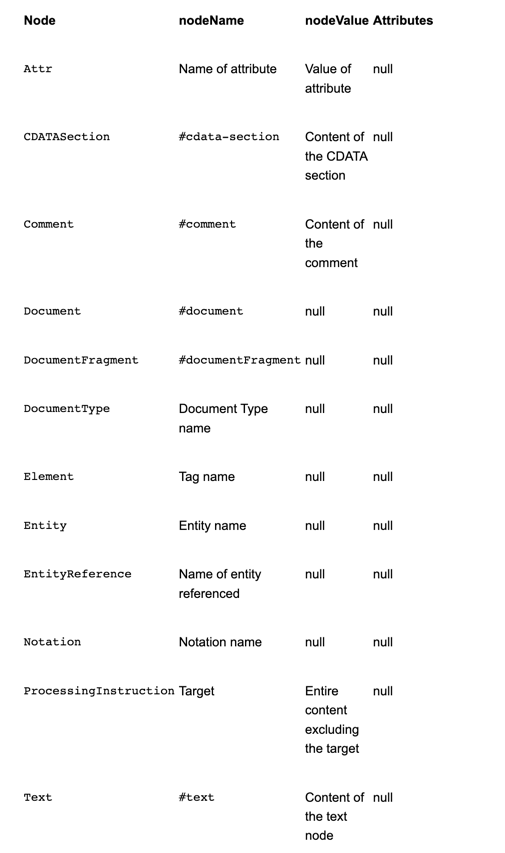 Node nodeName nodeValue Attributes
Attr Name of attribute Value of null
attribute
CDATASection #cdata-section Content of null
the CDATA
section
Comment #comment Content of null
the
comment
Document #document null null
DocumentFragment #documentFragment null null
DocumentType Document Type null null
name
Element Tag name null null
Entity Entity name null null
EntityReference Name of entity null null
referenced
Notation Notation name null null
ProcessingInstruction Target Entire null
content
excluding
the target
Text #text Content of null
the text
node